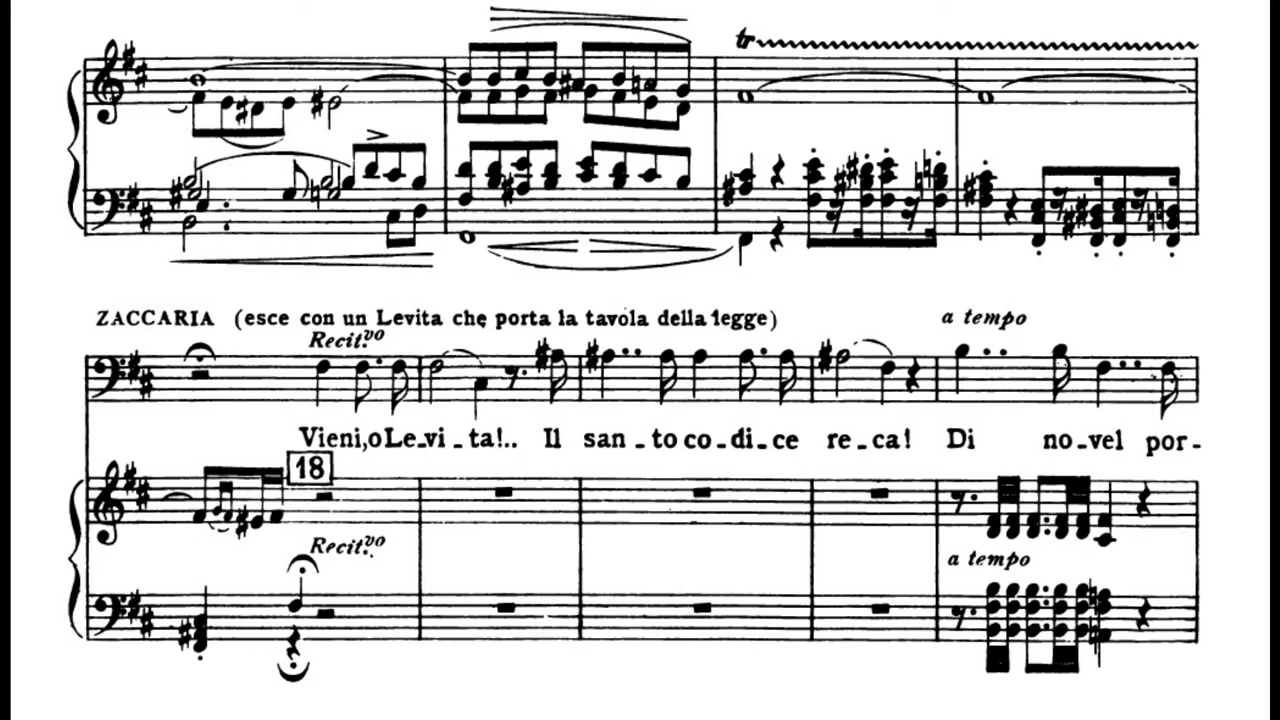 tr
ZACCARIA (esce con un Levita che porta la tavola della legge)
Recit.vo
a tempo
Vieni,o Le-vi-ta!.. Il san-to co-di-ce re-ca! Di no-vel por-
18
Recit.vo
a tempo